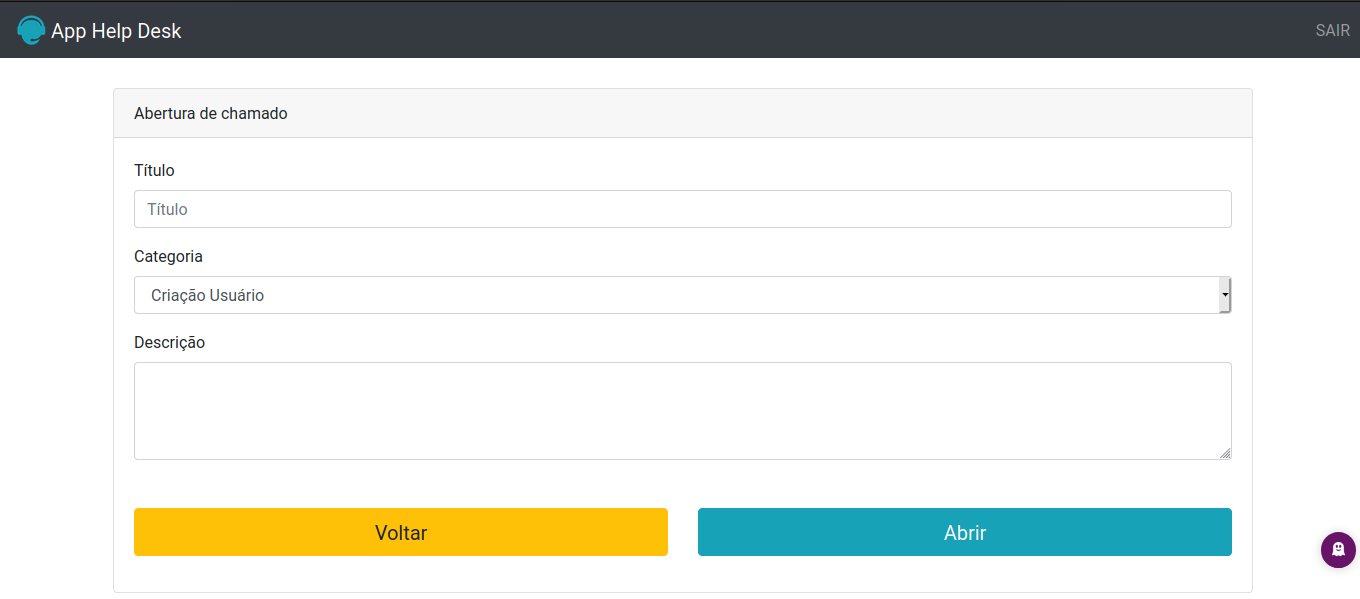 App Help Desk
SAIR
Abertura de chamado
Título
Título
Categoria
Criação Usuário
Descrição
Voltar
Abrir